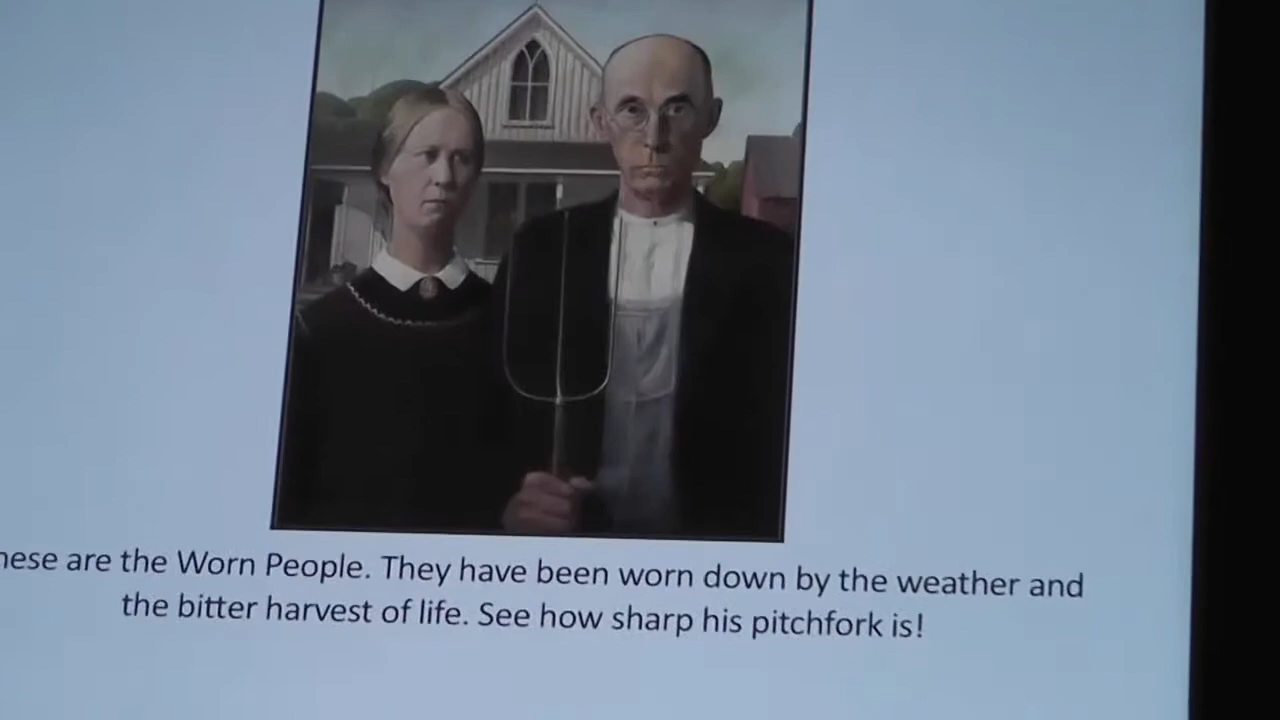 hese are the Worn People. They have been worn down by the weather and
the bitter harvest of life. See how sharp his pitchfork is!